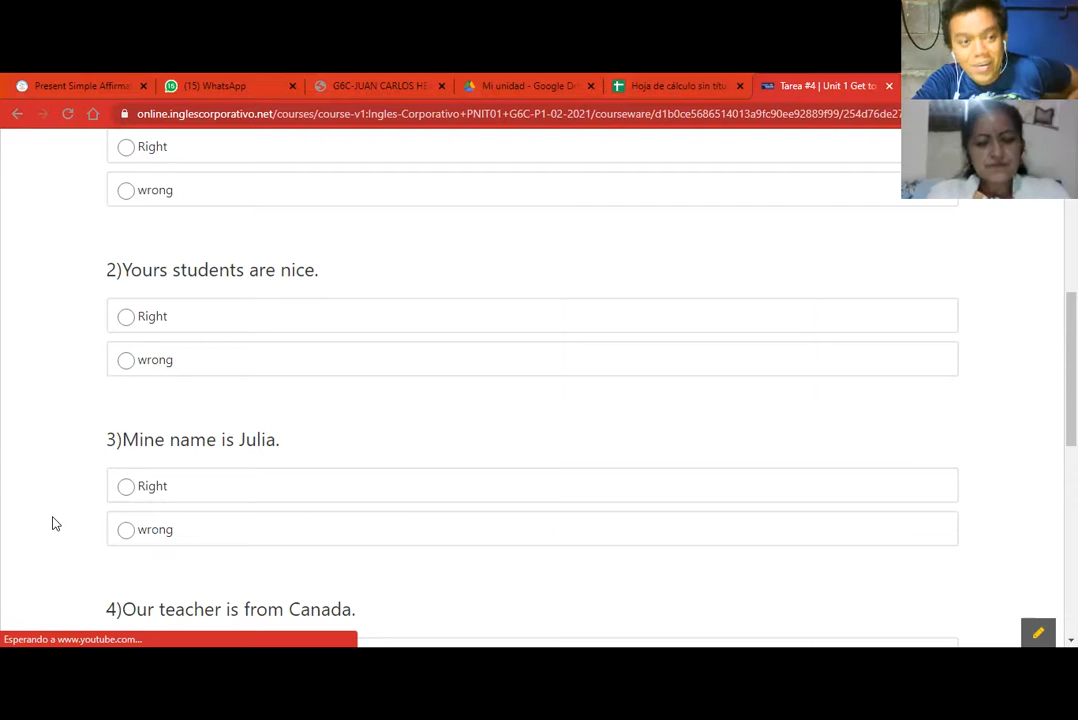 Present Simple Affirma
(15) WhatsApp
G6C-JUAN CARLOS HE
Mi unidad - Google D
Hoja de cálculo sin títu
Tarea #4 | Unit 1 Get to
online.inglescorporativo.net/courses/course-v1:Ingles-Corporativo+PNIT01+G6C-P1-02-2021/courseware/d1b0ce5686514013a9fc90ee92889f99/254d76de27
Right
wrong
2)Yours students are nice.
Right
wrong
3)Mine name is Julia.
Right
wrong
4)Our teacher is from Canada.
Esperando a www.youtube.com...